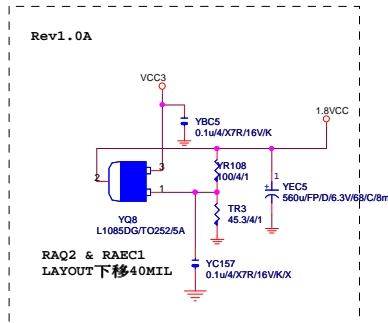 Rev1.0A
VCC3
1.8VCC
YBC5
0.1u/4/X7R/16V/K
3
2
1
YR108
100/4/1
1
YEC5
560u/FP/D/6.3V/68/C/8m
TR3
45.3/4/1
YQ8
L1085DG/TO252/5A
RAQ2 & RAEC1
LAYOUT下移40MIL
YC157
0.1u/4/X7R/16V/K/X